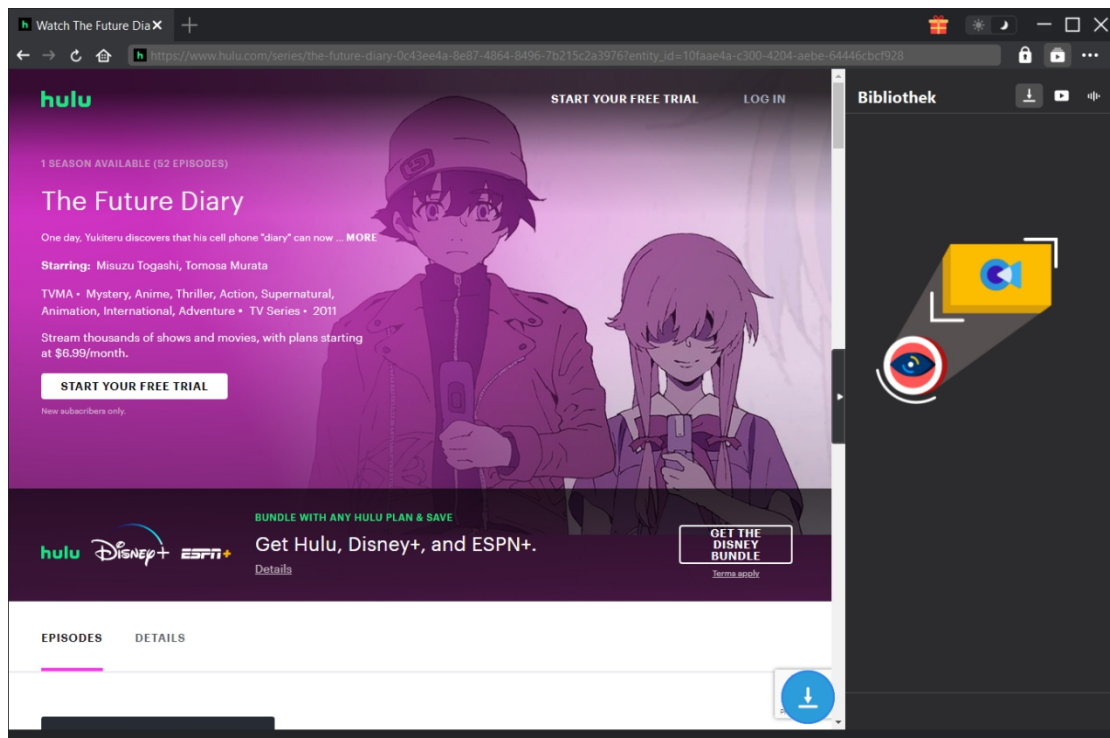 Watch The Future Dia
https://www.hulu.com/series/the-future-diary-0c43ee4a-8e87-4864-8496-7b215c2a3976?entity_id=10faae4a-c300-4204-aebe-64446cbcf928
hulu
START YOUR FREE TRIAL
LOG IN
Bibliothek
1 SEASON AVAILABLE (52 EPISODES)
The Future Diary
One day, Yukiteru discovers that his cell phone "diary" can now ... MORE
Starring: Misuzu Togashi, Tomosa Murata
TVMA • Mystery, Anime, Thriller, Action, Supernatural,
Animation, International, Adventure • TV Series • 2011
Stream thousands of shows and movies, with plans starting
at $6.99/month.
START YOUR FREE TRIAL
New subscribers only.
BUNDLE WITH ANY HULU PLAN & SAVE
hulu Disney+ ESPN+
Get Hulu, Disney+, and ESPN+.
Details
GET THE
DISNEY
BUNDLE
Terms apply
EPISODES
DETAILS